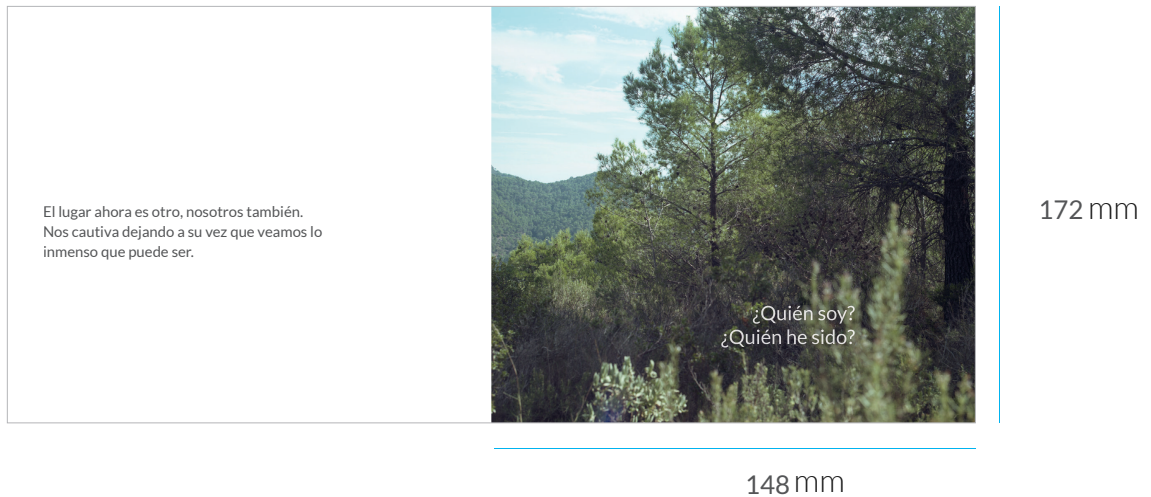 El lugar ahora es otro, nosotros también.
Nos cautiva dejando a su vez que veamos lo
inmenso que puede ser.
¿Quién soy?
¿Quién he sido?
172 mm
148 mm